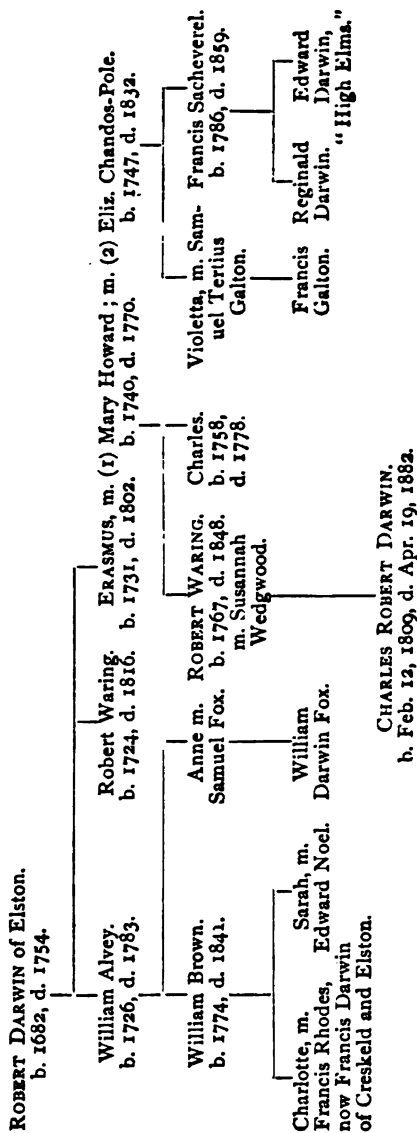 ROBERT DARWIN of Elston.
b. 1682, d. 1754.
William Alvey.
b. 1726, d. 1783.
Robert Waring.
b. 1724, d. 1816.
ERASMUS, m. (1) Mary Howard; m. (2) Eliz. Chandos-Pole.
b. 1731, d. 1802. b. 1740, d. 1770. b. 1747, d. 1832.
William Brown.
b. 1774, d. 1841.
Anne m.
Samuel Fox.
ROBERT WARING.
b. 1767, d. 1848.
m. Susannah
Wedgwood.
Charles.
b. 1758,
d. 1778.
Violetta, m. Sam-
uel Tertius
Galton.
Francis Sacheverel.
b. 1786, d. 1859.
Charlotte, m.
Francis Rhodes,
now Francis Darwin
of Creskeld and Elston.
Sarah, m.
Edward Noel.
William
Darwin Fox.
Francis
Galton.
Reginald
Darwin.
Edward
Darwin,
"High Elms."
CHARLES ROBERT DARWIN.
b. Feb. 12, 1809, d. Apr. 19, 1882.